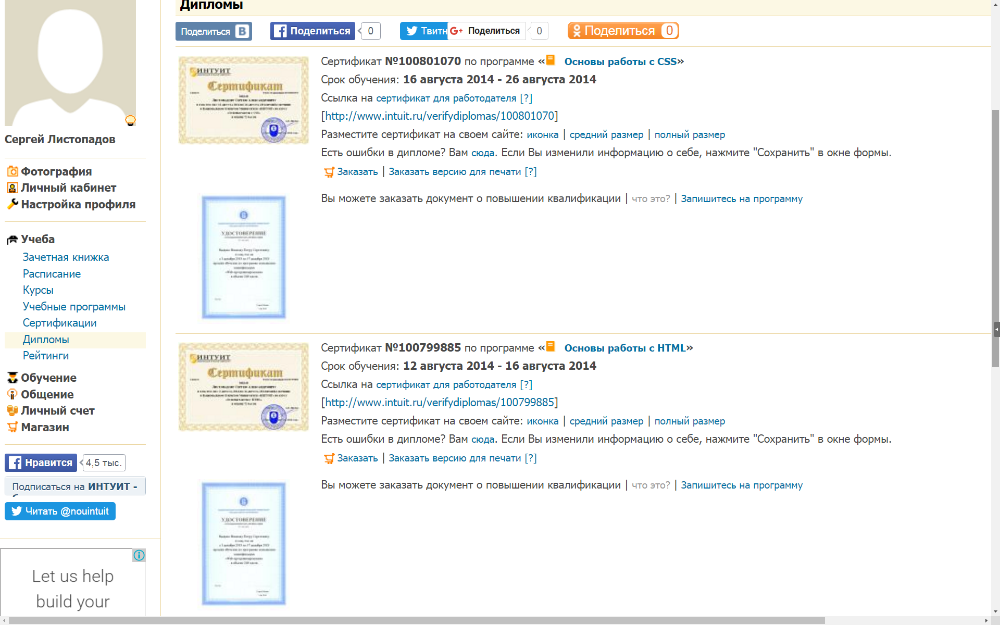 Дипломы
Поделиться B
Поделиться 0
Твитн
G+ Поделиться 0
Поделиться 0
Сергей Листопадов
Фотография
Личный кабинет
Настройка профиля
Учеба
Зачетная книжка
Расписание
Курсы
Учебные программы
Сертификации
Дипломы
Рейтинги
Обучение
Общение
Личный счет
Магазин
Нравится 4,5 тыс.
Подписаться на ИНТУИТ -
Читать @nouintuit
Let us help
build your
ИНТУИТ
Сертификат
Сертификат №100801070 по программе « Основы работы с CSS»
Срок обучения: 16 августа 2014 - 26 августа 2014
Ссылка на сертификат для работодателя [?]
[http://www.intuit.ru/verifydiplomas/100801070]
Разместите сертификат на своем сайте: иконка | средний размер | полный размер
Есть ошибки в дипломе? Вам сюда. Если Вы изменили информацию о себе, нажмите "Сохранить" в окне формы.
Заказать | Заказать версию для печати [?]
УДОСТОВЕРЕНИЕ
Вы можете заказать документ о повышении квалификации | что это? | Запишитесь на программу
ИНТУИТ
Сертификат
Сертификат №100799885 по программе « Основы работы с HTML»
Срок обучения: 12 августа 2014 - 16 августа 2014
Ссылка на сертификат для работодателя [?]
[http://www.intuit.ru/verifydiplomas/100799885]
Разместите сертификат на своем сайте: иконка | средний размер | полный размер
Есть ошибки в дипломе? Вам сюда. Если Вы изменили информацию о себе, нажмите "Сохранить" в окне формы.
Заказать | Заказать версию для печати [?]
УДОСТОВЕРЕНИЕ
Вы можете заказать документ о повышении квалификации | что это? | Запишитесь на программу